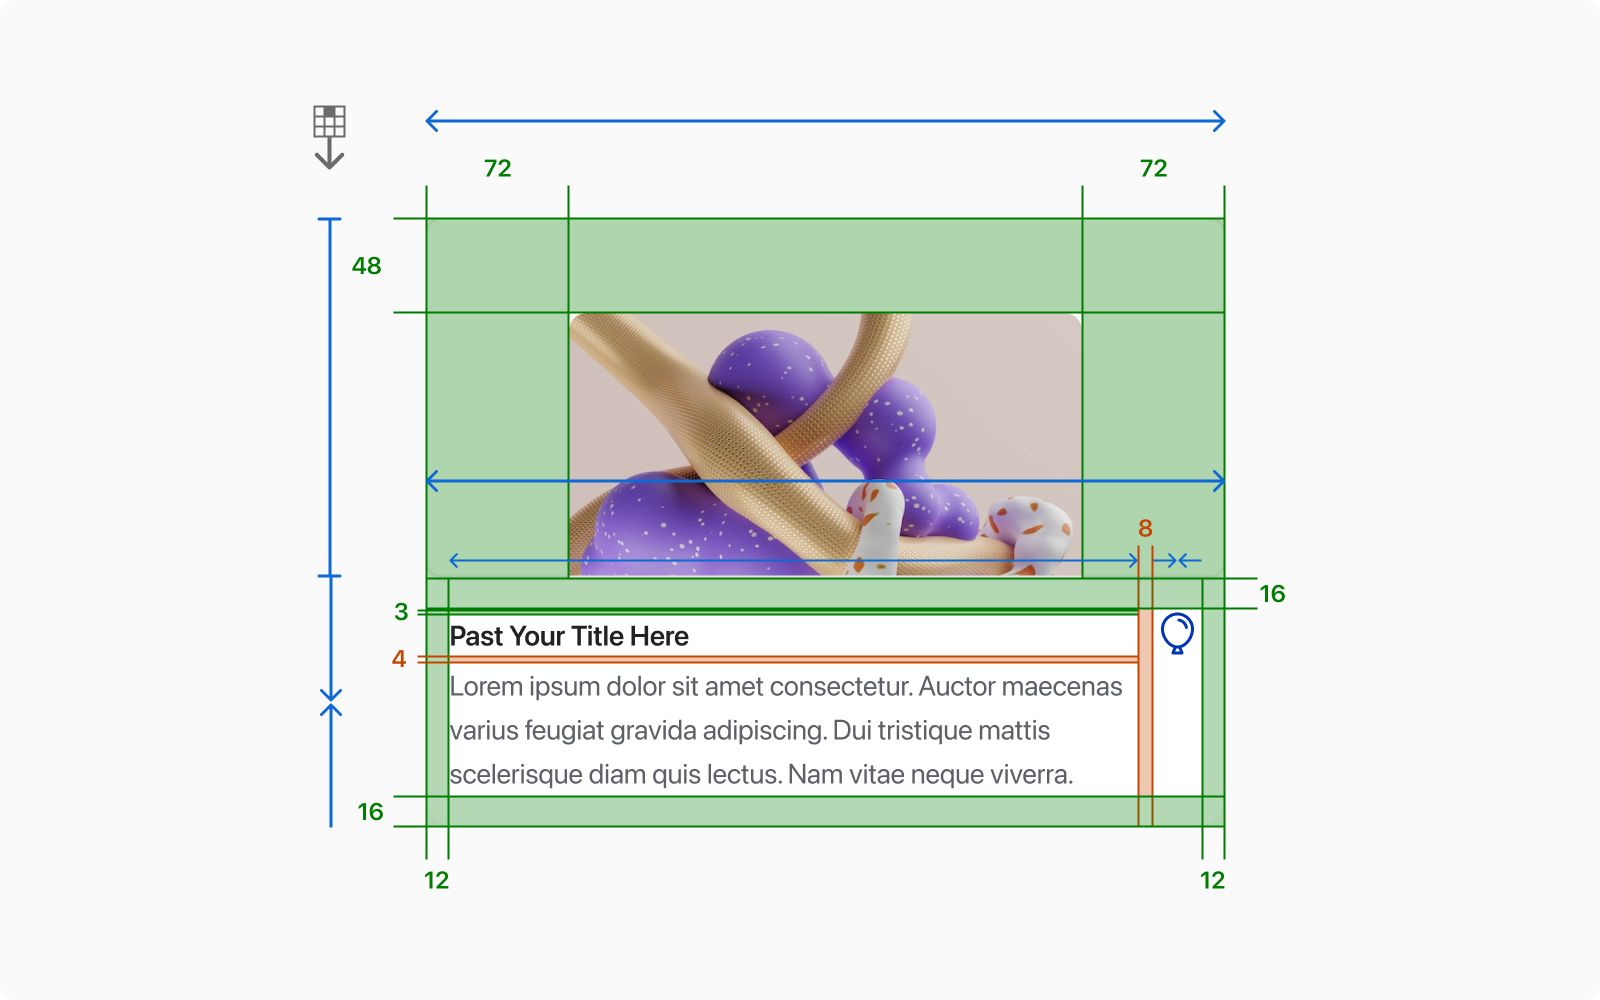 72
72
48
8
16
3
Past Your Title Here
4
Lorem ipsum dolor sit amet consectetur. Auctor maecenas
varius feugiat gravida adipiscing. Dui tristique mattis
scelerisque diam quis lectus. Nam vitae neque viverra.
16
12
12